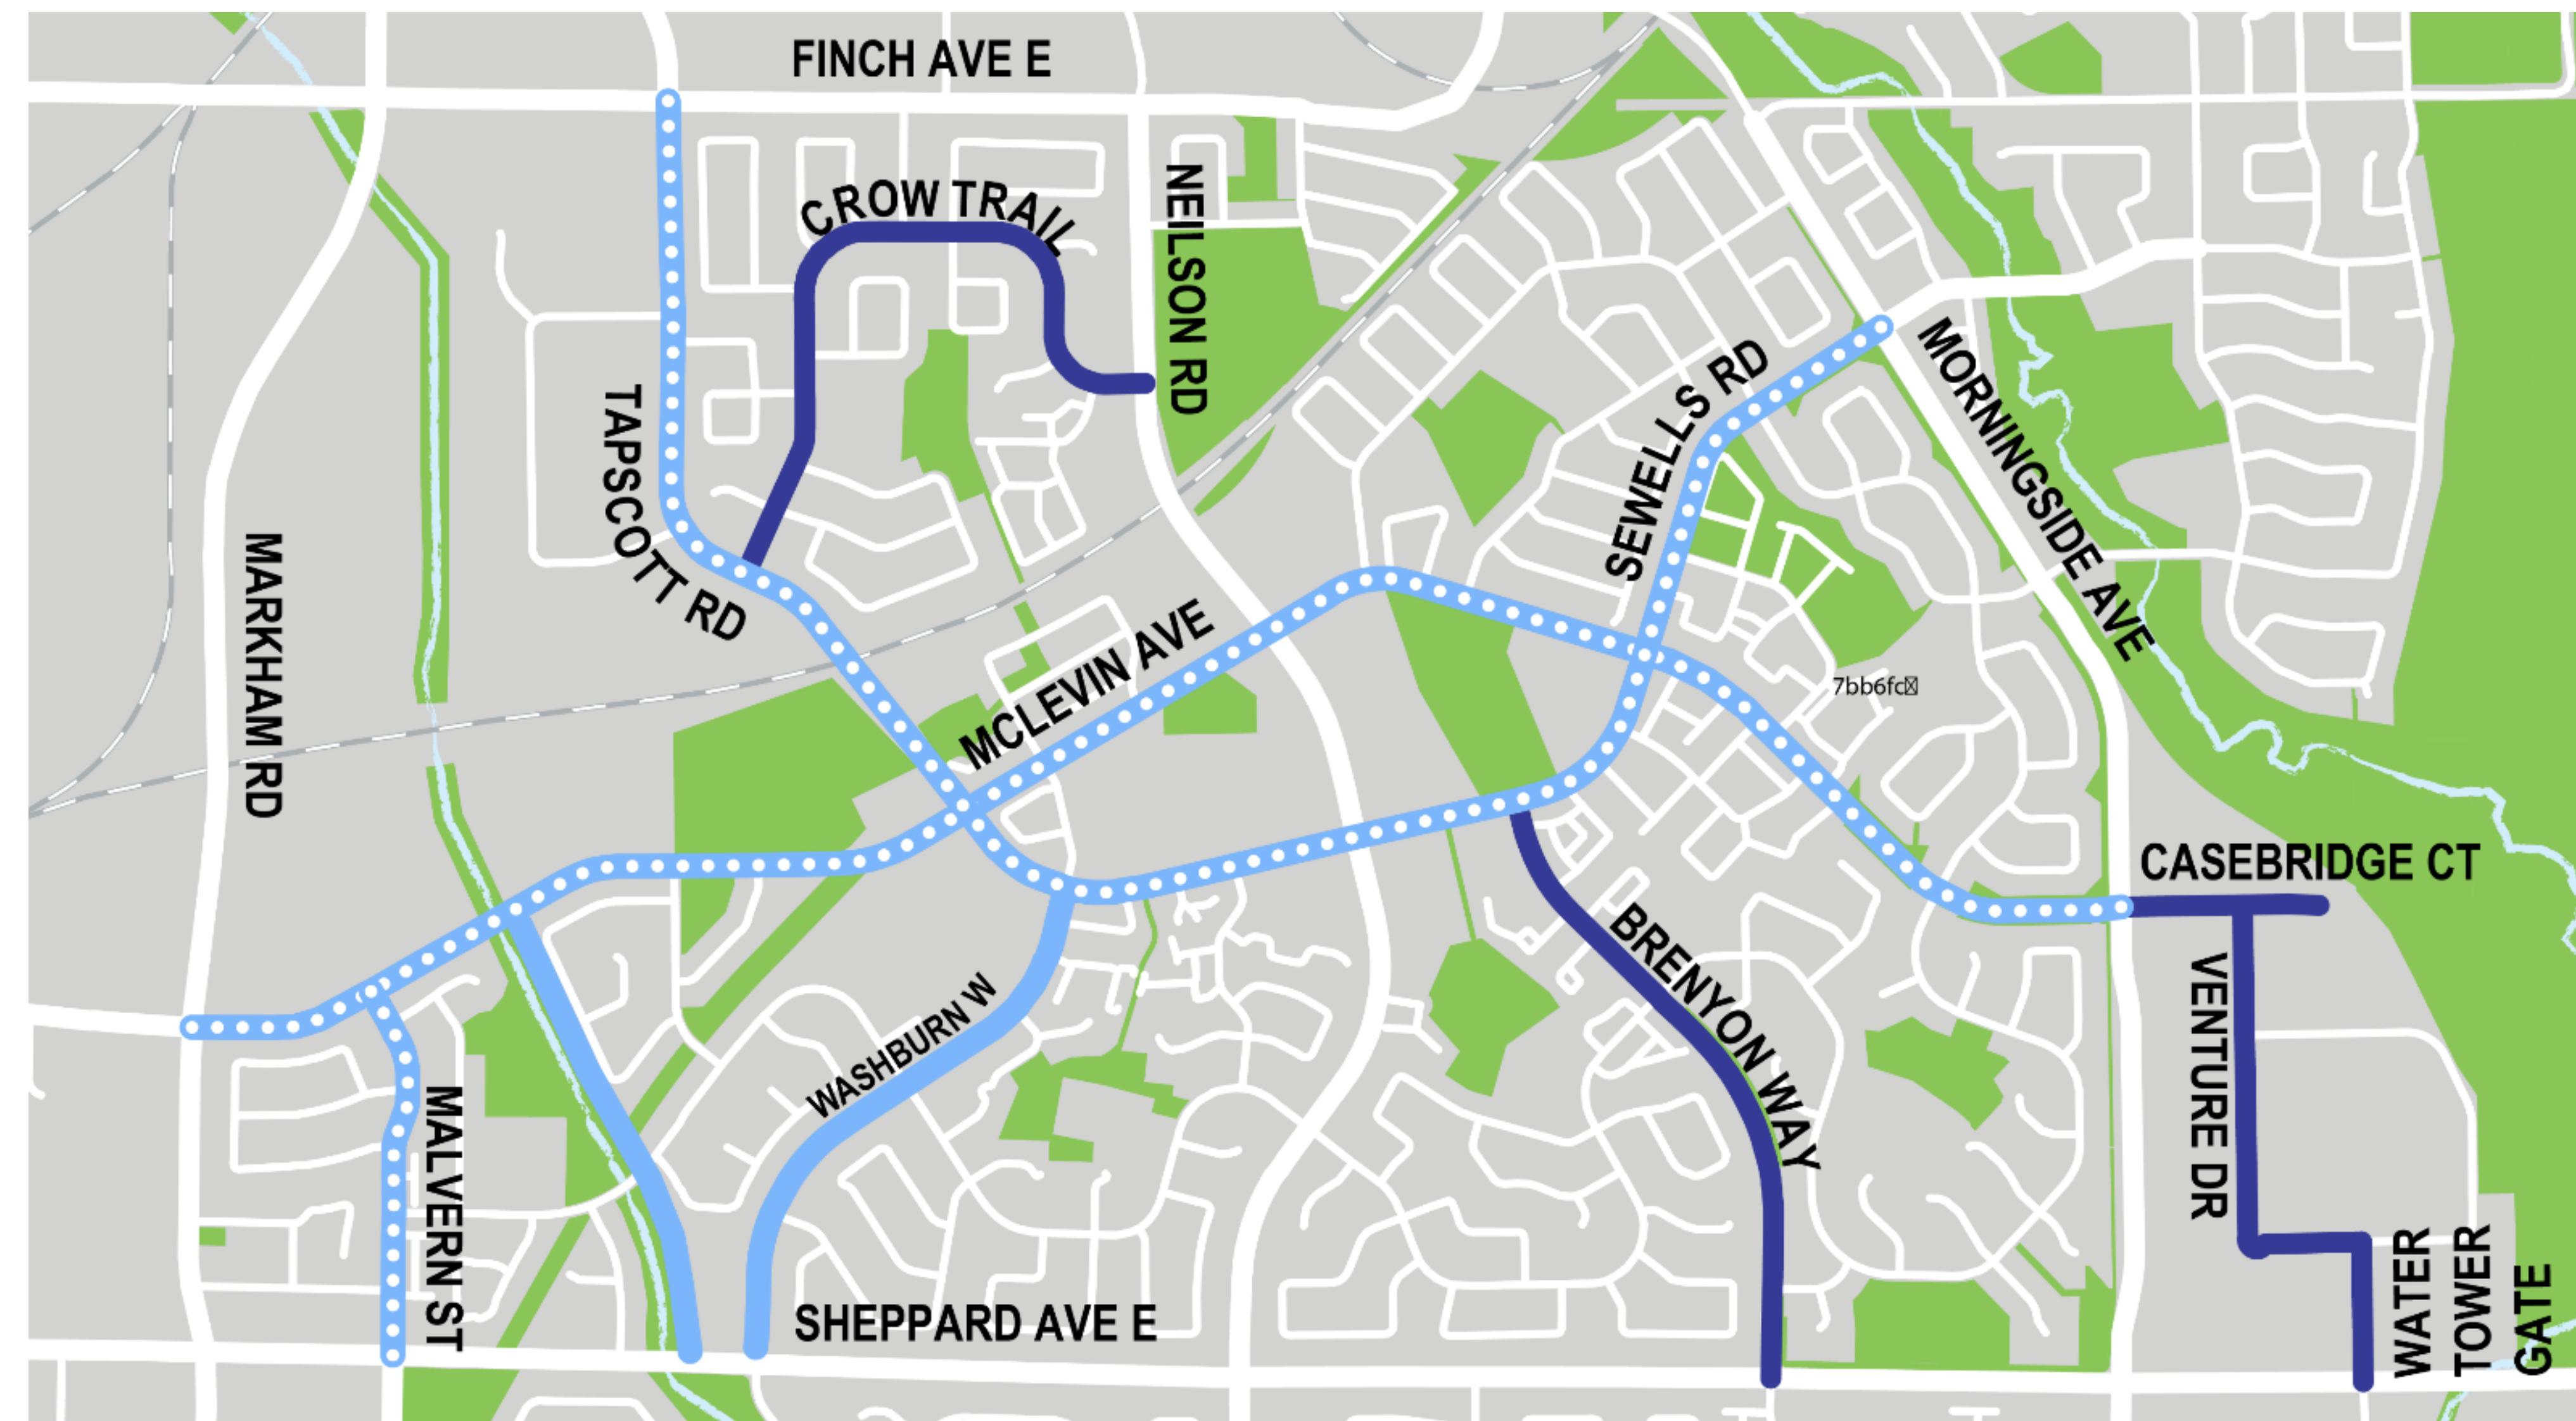 FINCH AVE E
CROW TRAIL
NEILSON RD
TAPSCOTT RD
SEWELLS RD
MORNINGSIDE AVE
MARKHAM RD
MCLEVIN AVE
7bb6fc
CASEBRIDGE CT
BRENYON WAY
VENTURE DR
WASHBURN W
MALVERN ST
SHEPPARD AVE E
WATER
TOWER
GATE